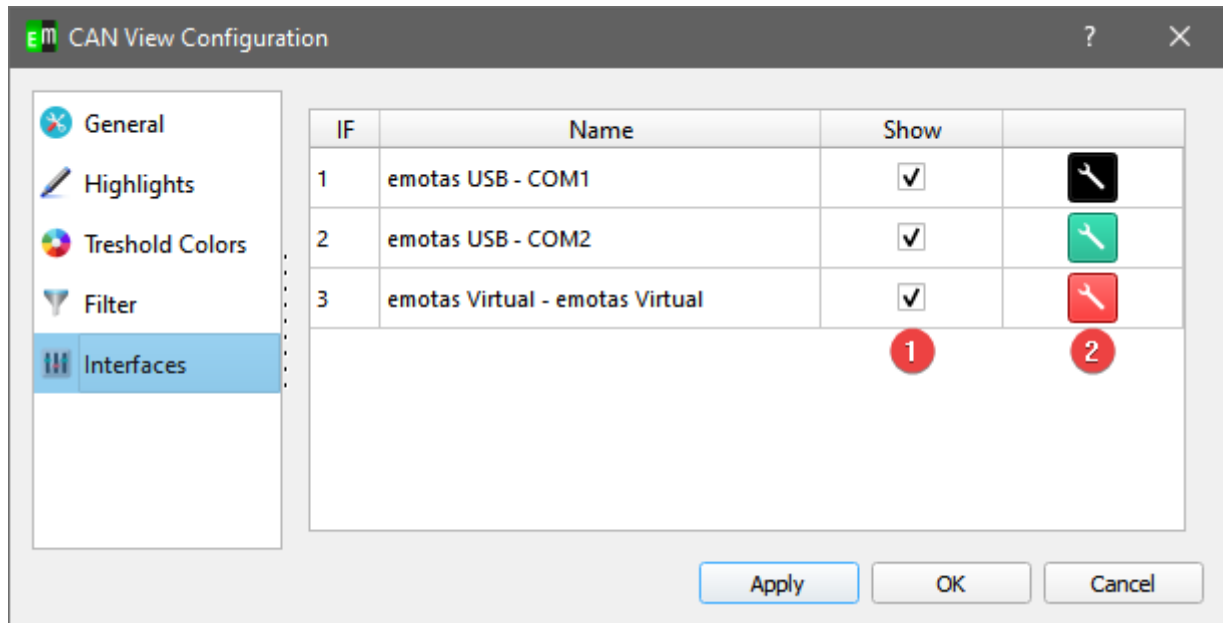 EM CAN View Configuration ? ×
General
Highlights
Treshold Colors
Filter
Interfaces
IF Name Show
1 emotas USB - COM1
2 emotas USB - COM2
3 emotas Virtual - emotas Virtual
1 2
Apply OK Cancel